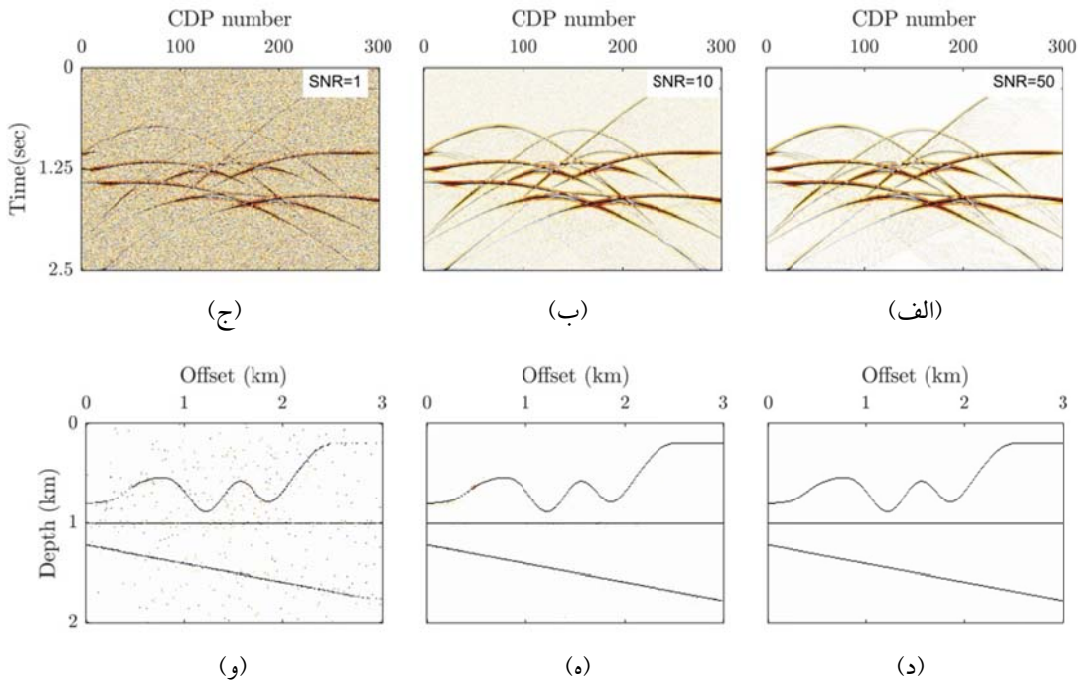 CDP number CDP number CDP number
0 100 200 300 0 100 200 300 0 100 200 300
0
SNR=1 SNR=10 SNR=50
Time(sec)
1.25
2.5
(ج) (ب) (الف)
Offset (km) Offset (km) Offset (km)
0 1 2 3 0 1 2 3 0 1 2 3
0
Depth (km)
1
2
(و) (ه) (د)